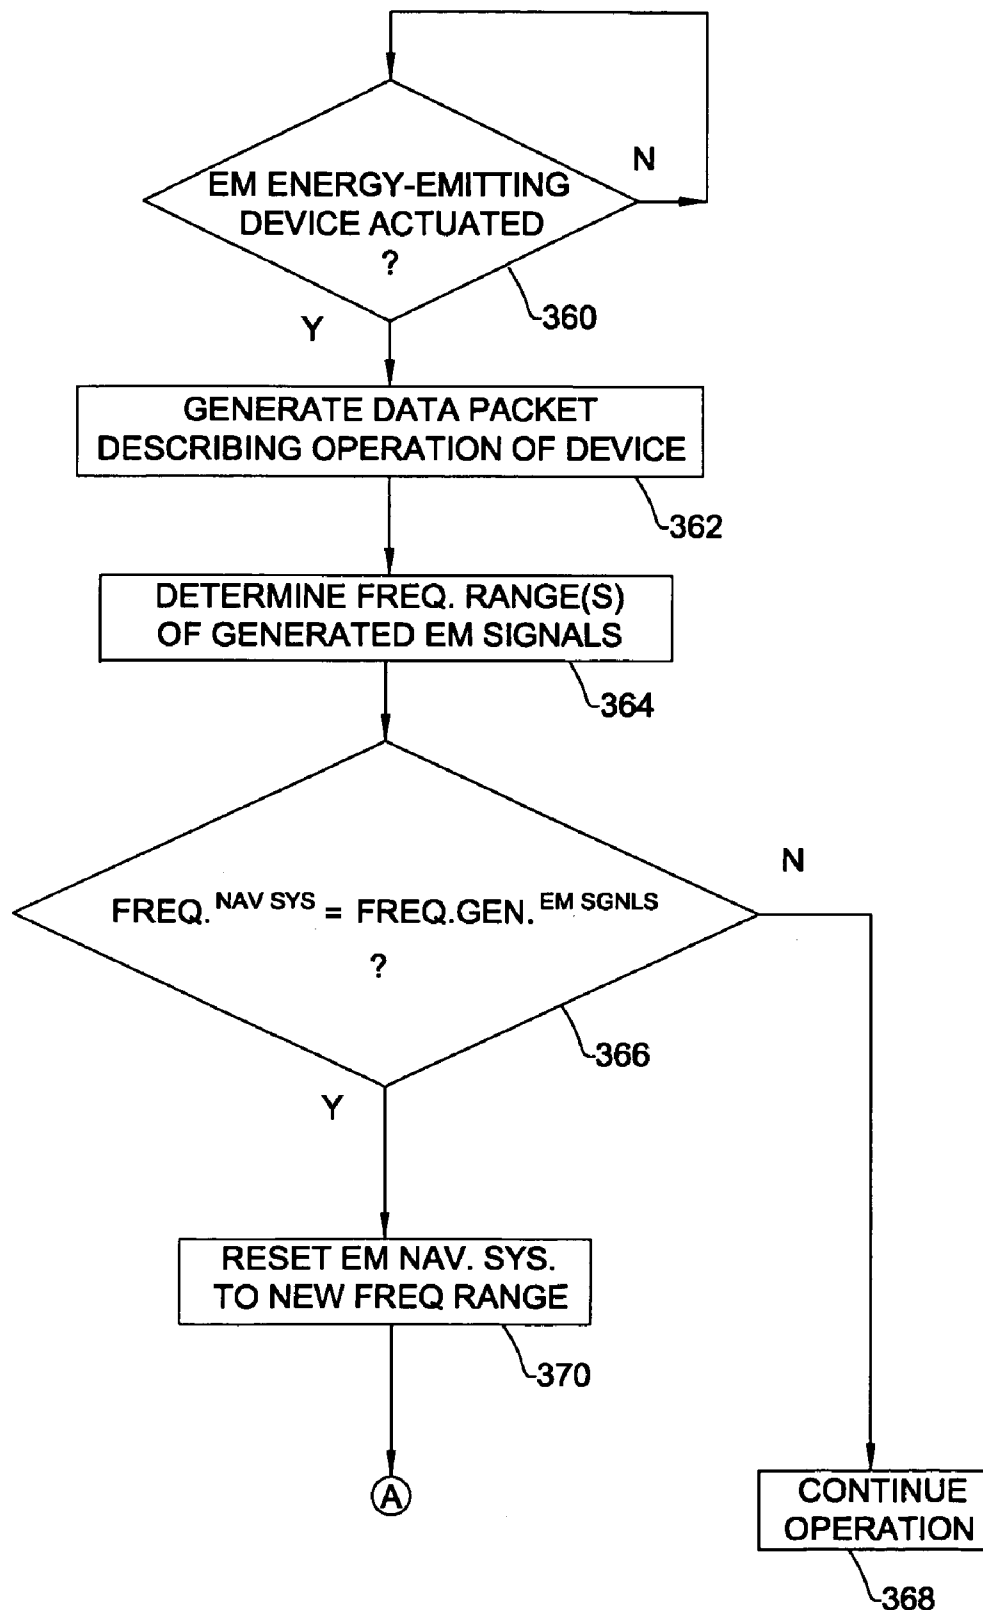 N
EM ENERGY-EMITTING
DEVICE ACTUATED
?
360
Y
GENERATE DATA PACKET
DESCRIBING OPERATION OF DEVICE
362
DETERMINE FREQ. RANGE(S)
OF GENERATED EM SIGNALS
364
N
FREQ. NAV SYS = FREQ.GEN. EM SGNLS
?
366
Y
RESET EM NAV. SYS.
TO NEW FREQ RANGE
370
A
CONTINUE
OPERATION
368